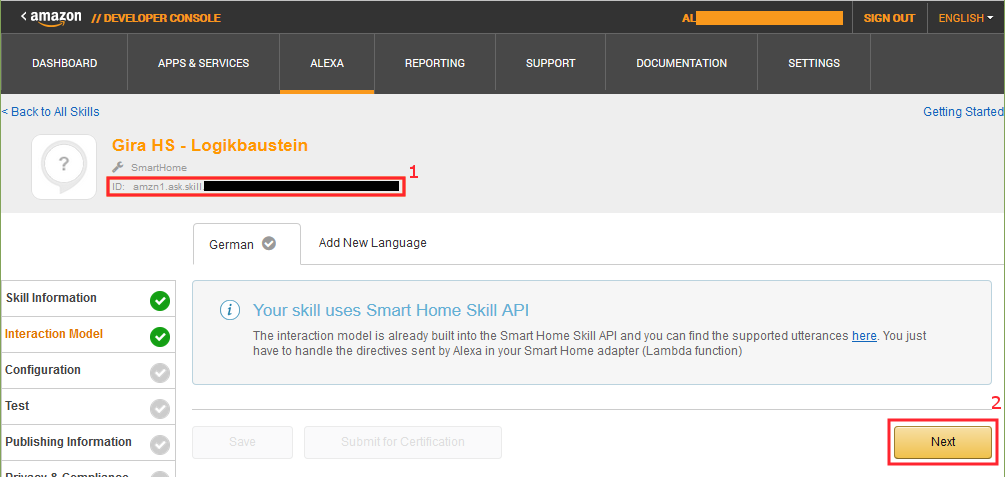 < amazon // DEVELOPER CONSOLE AL SIGN OUT ENGLISH
DASHBOARD APPS & SERVICES ALEXA REPORTING SUPPORT DOCUMENTATION SETTINGS
< Back to All Skills Getting Started
Gira HS - Logikbaustein
?
SmartHome
ID: amzn1.ask.skill
1
German Add New Language
Skill Information
Interaction Model
Configuration
Test
Publishing Information
Privacy & Compliance
i Your skill uses Smart Home Skill API
The interaction model is already built into the Smart Home Skill API and you can find the supported utterances here. You just
have to handle the directives sent by Alexa in your Smart Home adapter (Lambda function)
2
Save Submit for Certification Next